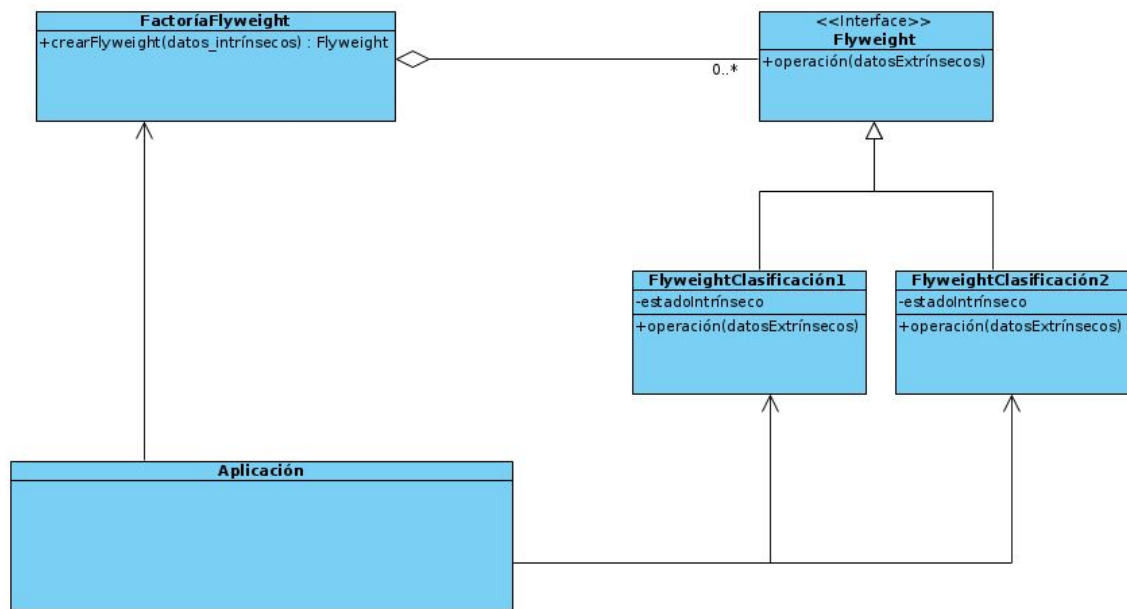 FactoríaFlyweight
+crearFlyweight(datos_intrínsecos) : Flyweight
<<Interface>>
Flyweight
+operación(datosExtrínsecos)
0..*
FlyweightClasificación1
-estadoIntrínseco
+operación(datosExtrínsecos)
FlyweightClasificación2
-estadoIntrínseco
+operación(datosExtrínsecos)
Aplicación